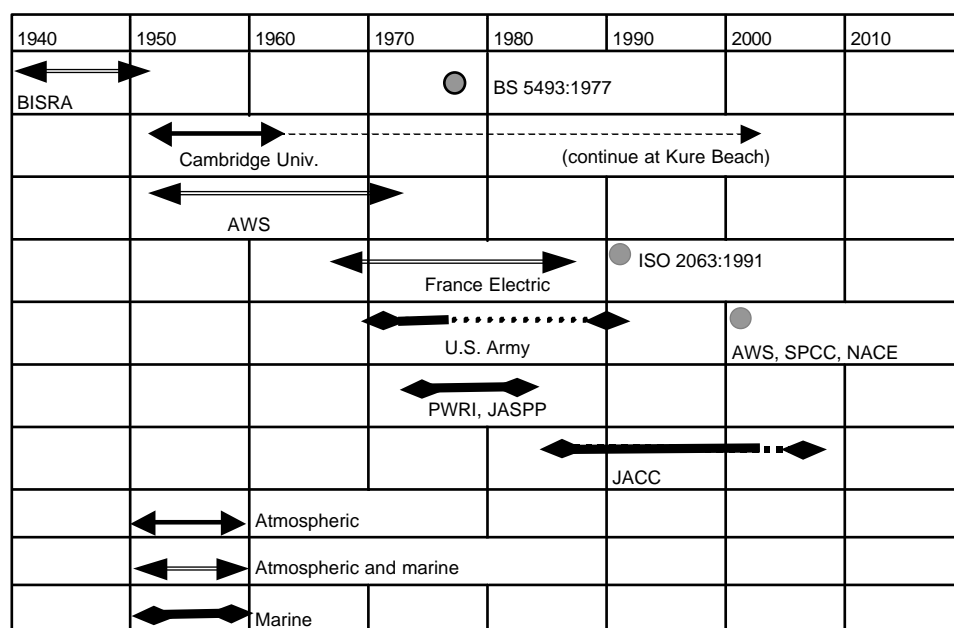 1940 1950 1960 1970 1980 1990 2000 2010
BISRA
BS 5493:1977
Cambridge Univ.
(continue at Kure Beach)
AWS
ISO 2063:1991
France Electric
U.S. Army
AWS, SPCC, NACE
PWRI, JASPP
JACC
Atmospheric
Atmospheric and marine
Marine